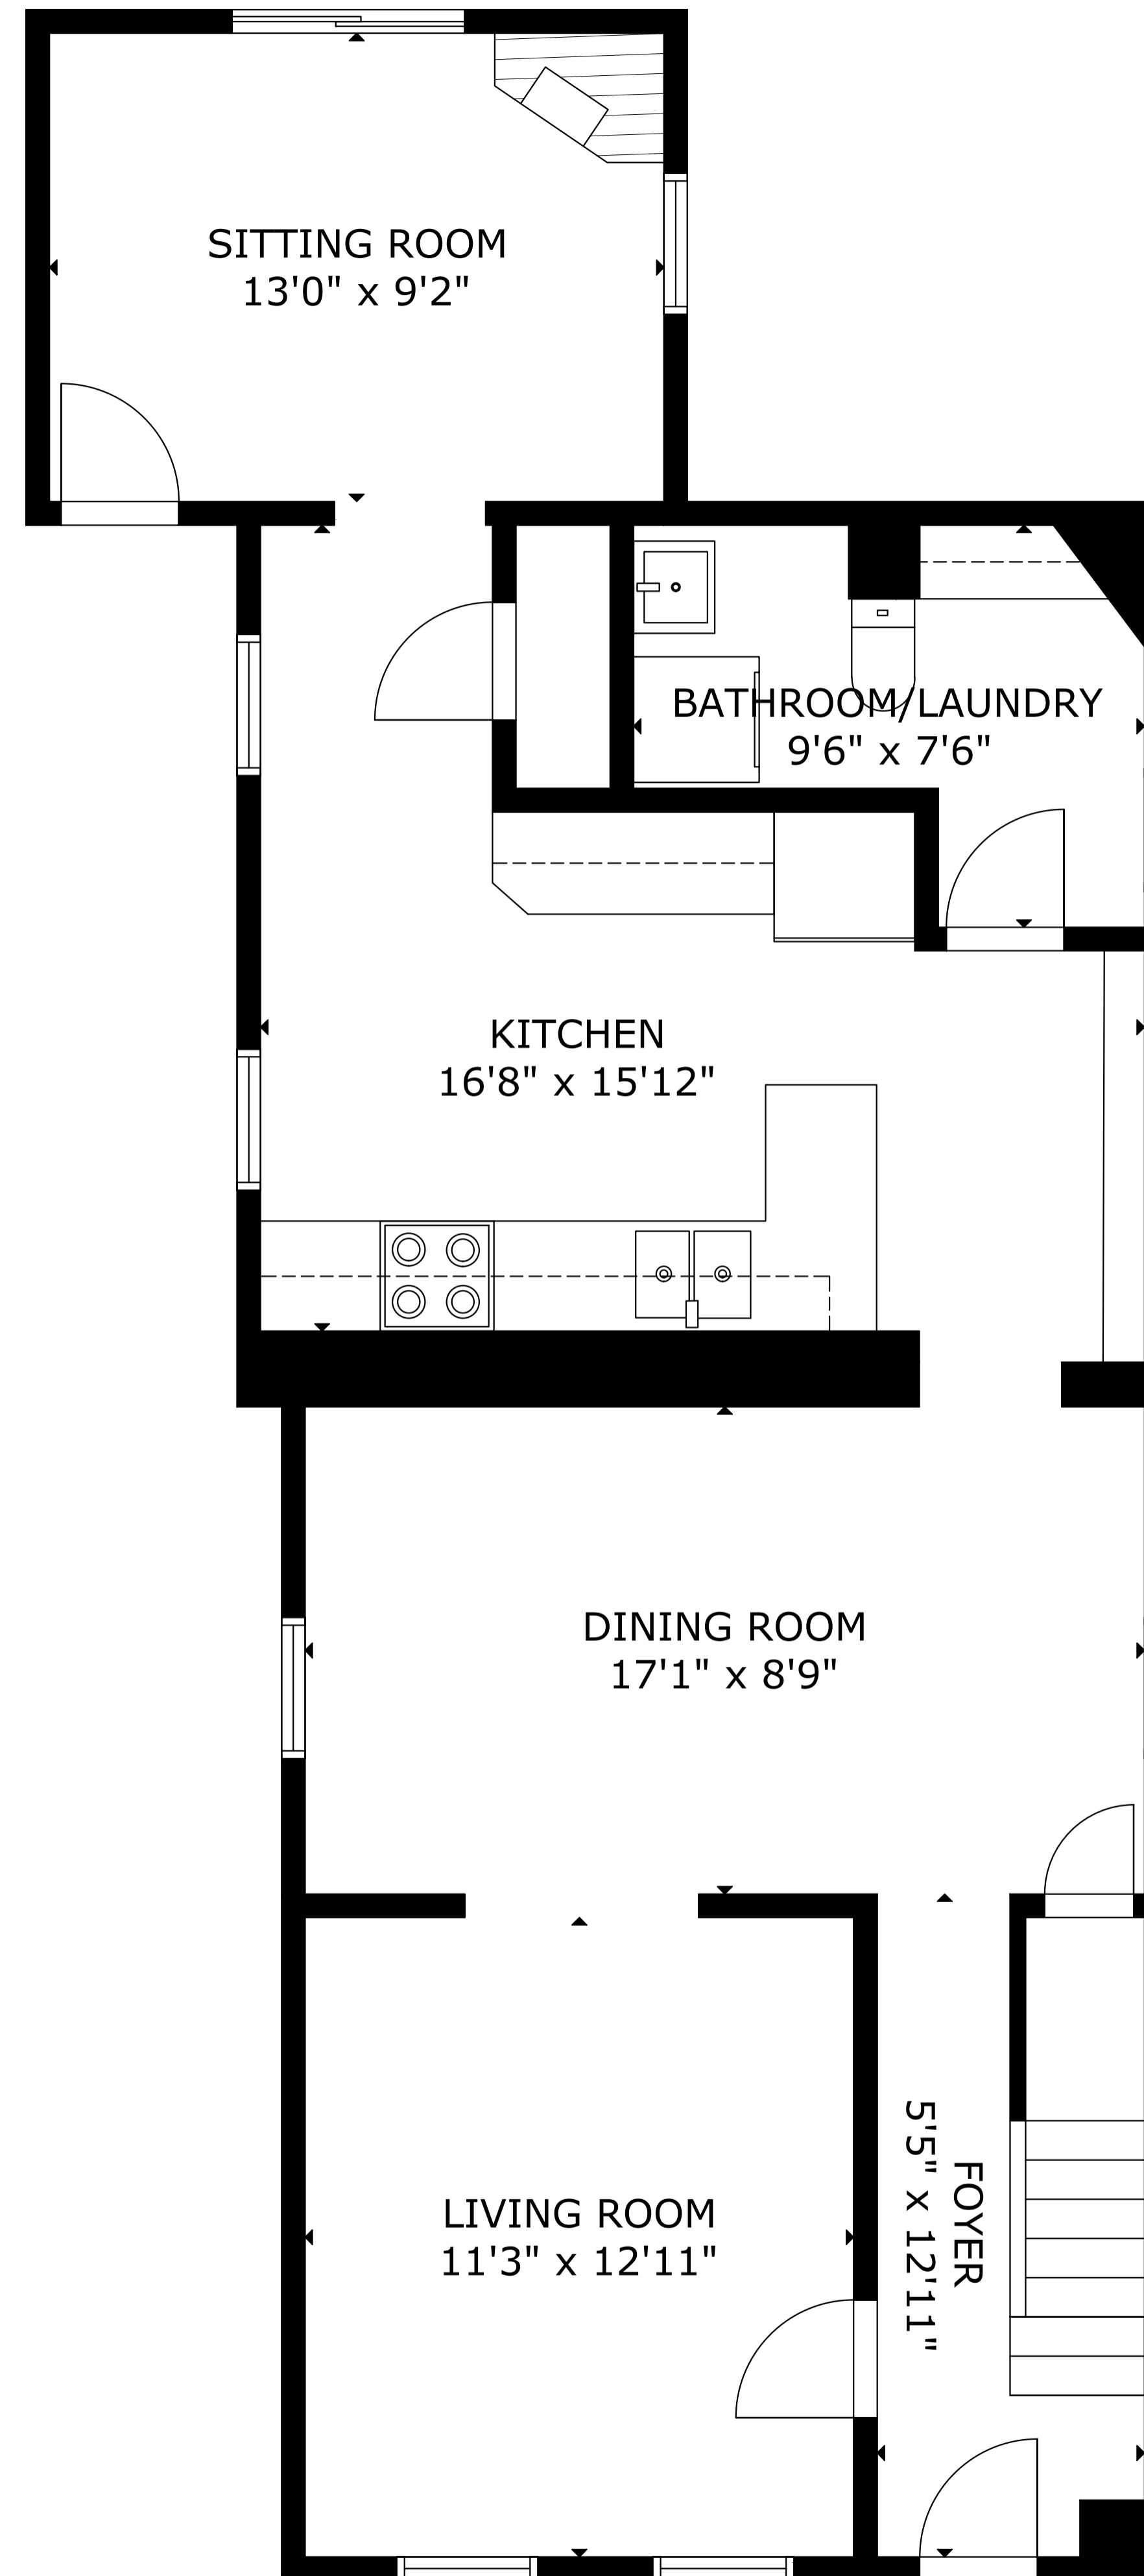 SITTING ROOM
13'0" x 9'2"
BATHROOM/LAUNDRY
9'6" x 7'6"
KITCHEN
16'8" x 15'12"
DINING ROOM
17'1" x 8'9"
LIVING ROOM
11'3" x 12'11"
FOYER
5'5" x 12'11"